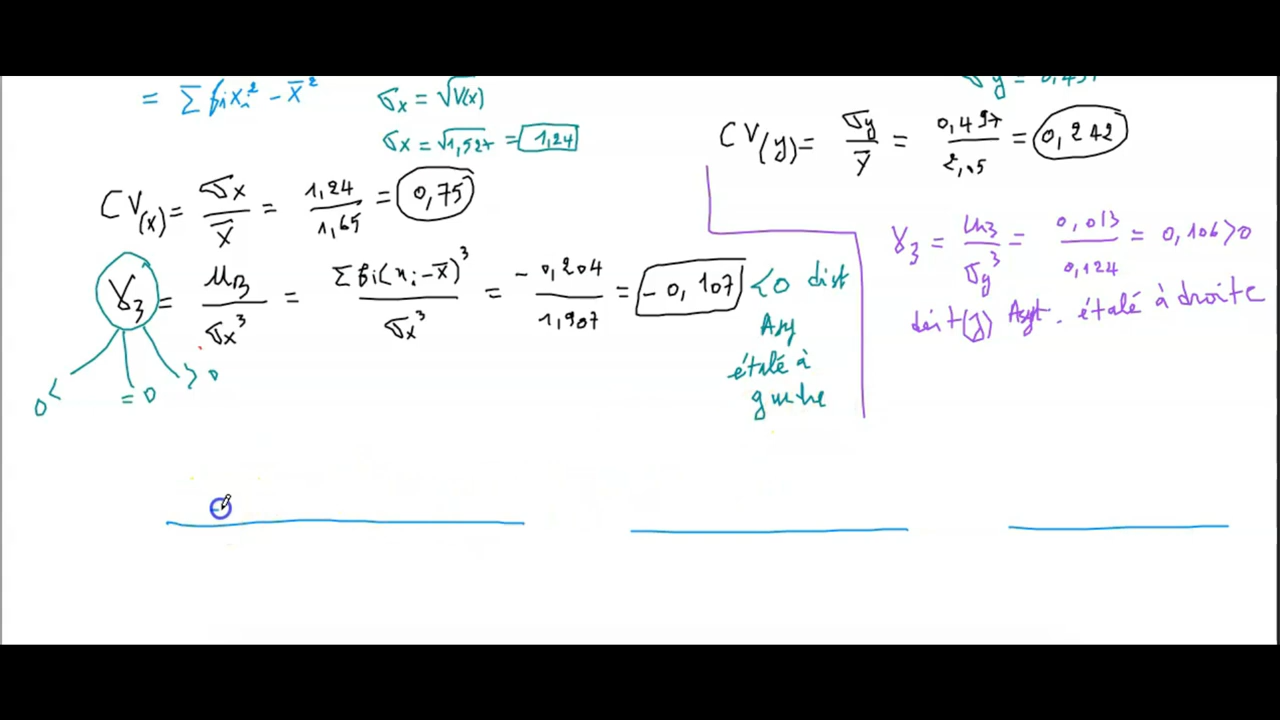 = Σ fi xi² - x̄²
σx = √V(x)
σx = √1,527 = 1,24
CV(x) = σx / X̄ = 1,24 / 1,65 = 0,75
γ3 = μ3 / σx³ = Σ fi(xi - x̄)³ / σx³ = -0,204 / 1,907 = -0,107 <0 dist
Asy
étalé à
guche
0< =0 >0
CV(y) = σy / Y̅ = 0,497 / 2,05 = 0,242
γ3 = μ3 / σy³ = 0,013 / 0,124 = 0,106>0
(y) Asyt. étalé à droite